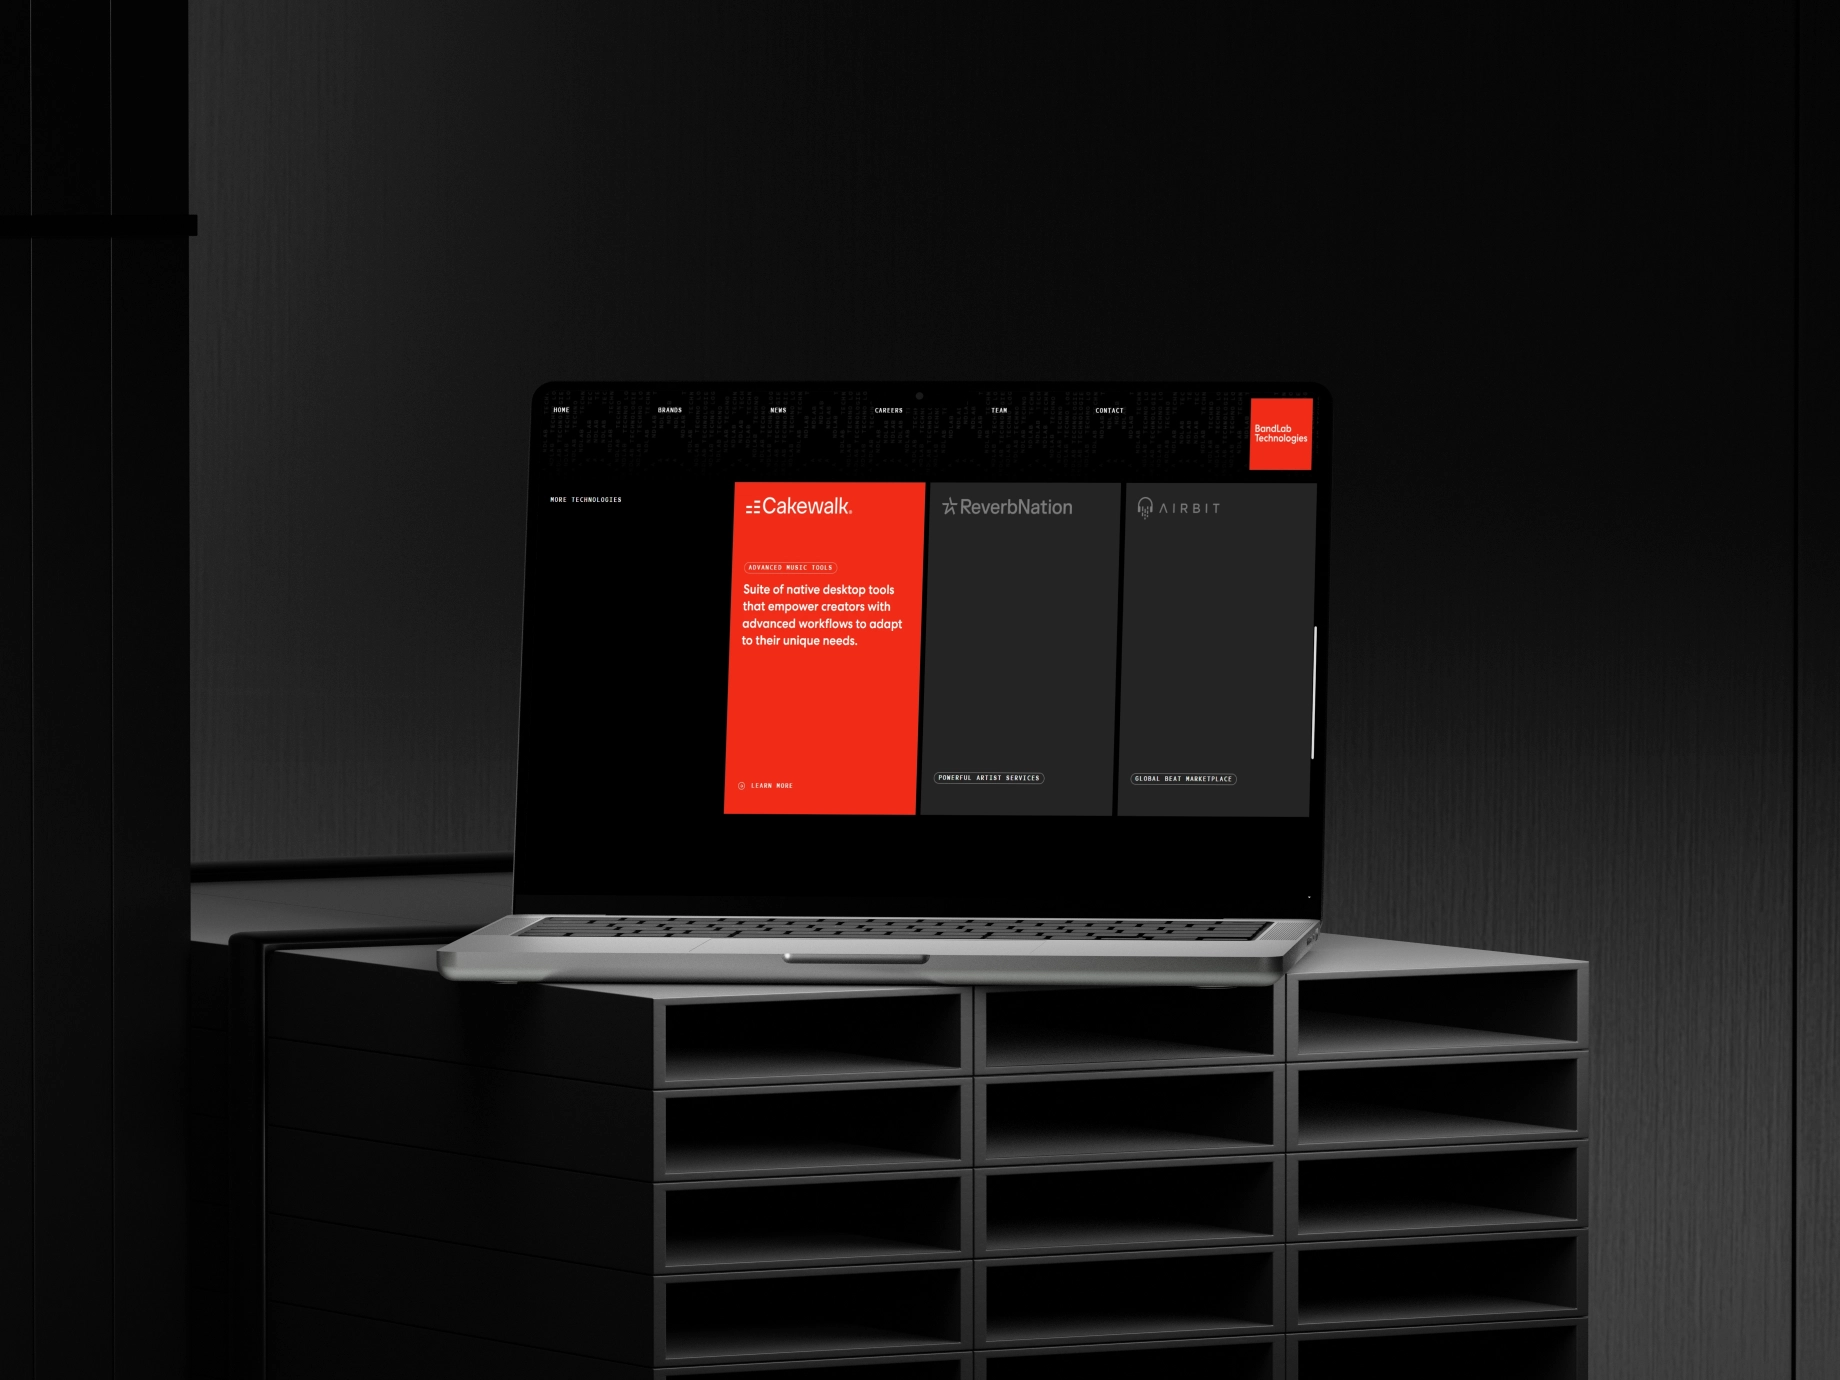 HOME
BRANDS
NEWS
CAREERS
TEAM
CONTACT
BandLab
Technologies
MORE TECHNOLOGIES
Cakewalk
ReverbNation
AIRBIT
ADVANCED MUSIC TOOLS
Suite of native desktop tools
that empower creators with
advanced workflows to adapt
to their unique needs.
LEARN MORE
POWERFUL ARTIST SERVICES
GLOBAL BEAT MARKETPLACE